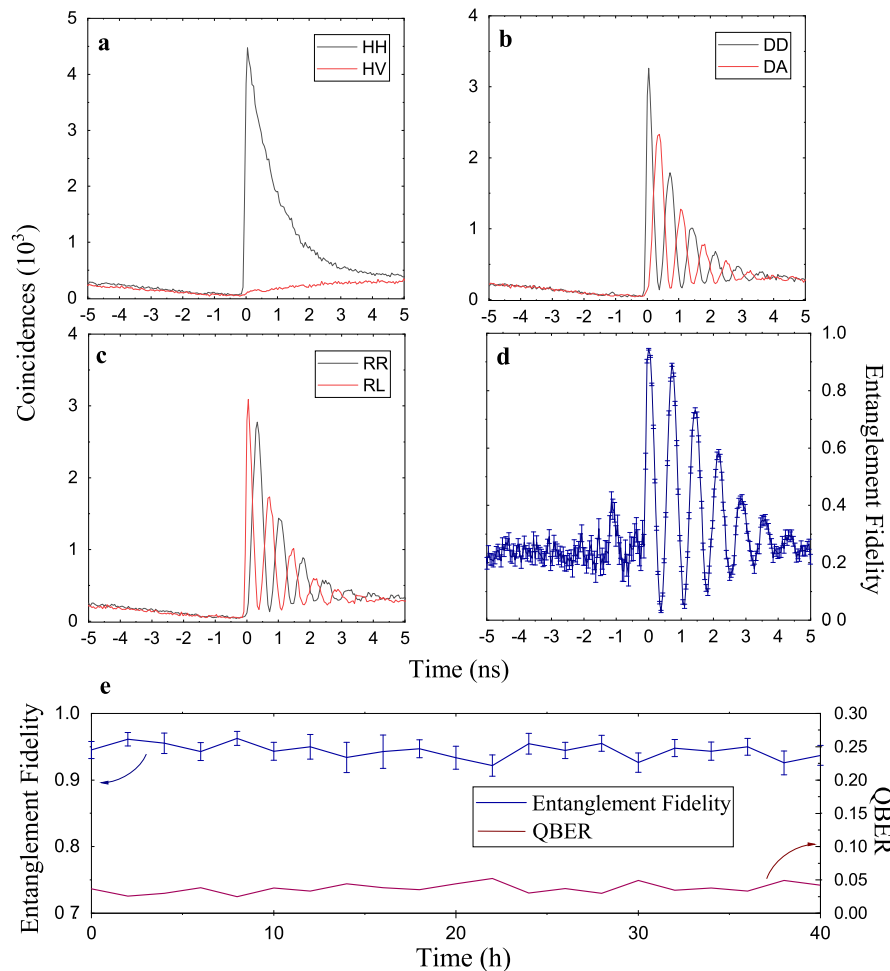 a
HH
HV
5
4
3
2
1
0
-5 -4 -3 -2 -1 0 1 2 3 4 5
b
DD
DA
4
3
2
1
0
-5 -4 -3 -2 -1 0 1 2 3 4 5
Coincidences (10³)
c
RR
RL
4
3
2
1
0
-5 -4 -3 -2 -1 0 1 2 3 4 5
d
1.0
0.8
0.6
0.4
0.2
0 0
Entanglement Fidelity
-5 -4 -3 -2 -1 0 1 2 3 4 5
Time (ns)
e
Entanglement Fidelity
1.0
0.9
0.8
0 7
Entanglement Fidelity
QBER
0.30
0.25
0.20
0.15
0.10
0.05
0.00
QBER
0 10 20 30 40
Time (h)